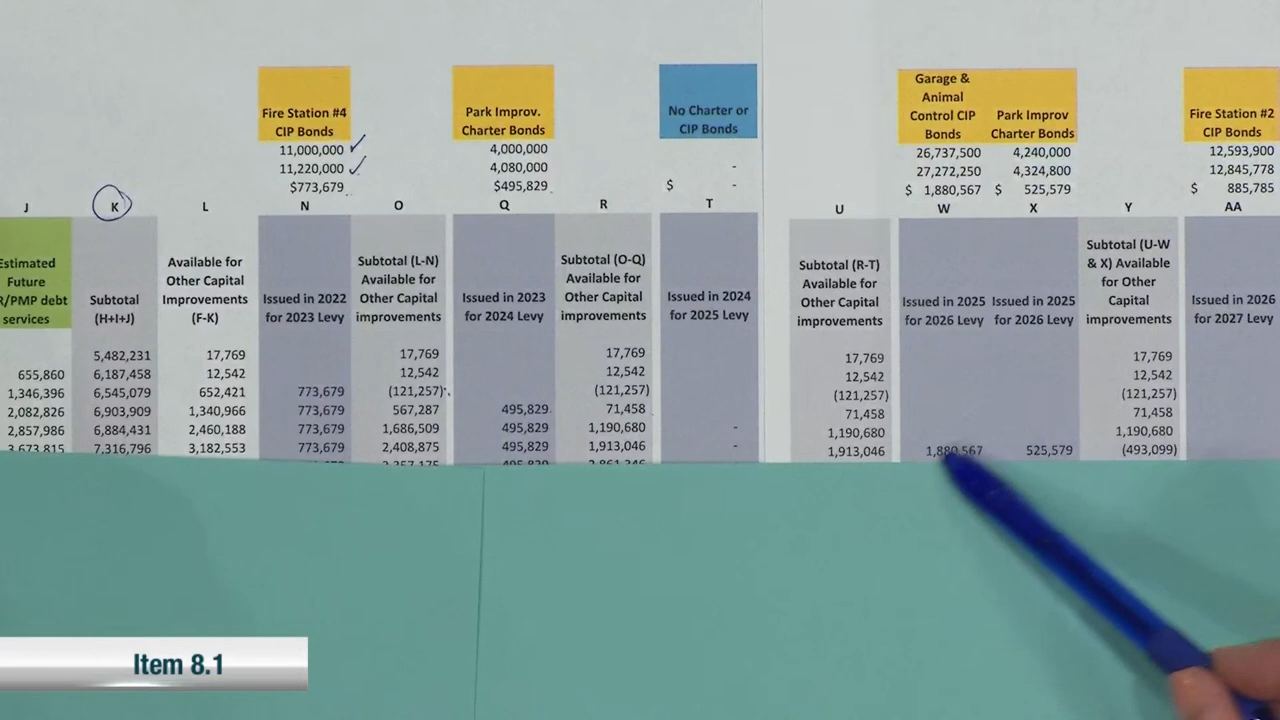 Fire Station #4
CIP Bonds
11,000,000
11,220,000
$773,679
Park Improv.
Charter Bonds
4,000,000
4,080,000
$495,829
No Charter or
CIP Bonds
-
$ -
Garage &
Animal
Control CIP
Bonds
26,737,500
27,272,250
$ 1,880,567
Park Improv
Charter Bonds
4,240,000
4,324,800
$ 525,579
Fire Station #2
CIP Bonds
12,593,900
12,845,778
$ 885,785
J K L N O Q R T U W X Y AA
Estimated
Future
R/PMP debt
services
Subtotal
(H+I+J)
Available for
Other Capital
Improvements
(F-K)
Issued in 2022
for 2023 Levy
Subtotal (L-N)
Available for
Other Capital
improvements
Issued in 2023
for 2024 Levy
Subtotal (O-Q)
Available for
Other Capital
improvements
Issued in 2024
for 2025 Levy
Subtotal (R-T)
Available for
Other Capital
improvements
Issued in 2025
for 2026 Levy
Issued in 2025
for 2026 Levy
Subtotal (U-W
& X) Available
for Other
Capital
improvements
Issued in 2026
for 2027 Levy
5,482,231 17,769 17,769 17,769 17,769 17,769
655,860 6,187,458 12,542 12,542 12,542 12,542 12,542
1,346,396 6,545,079 652,421 773,679 (121,257) (121,257) (121,257) (121,257)
2,082,826 6,903,909 1,340,966 773,679 567,287 495,829 71,458 71,458 71,458
2,857,986 6,884,431 2,460,188 773,679 1,686,509 495,829 1,190,680 - 1,190,680 1,190,680
3,673,815 7,316,796 3,182,553 773,679 2,408,875 495,829 1,913,046 - 1,913,046 1,880,567 525,579 (493,099)
Item 8.1